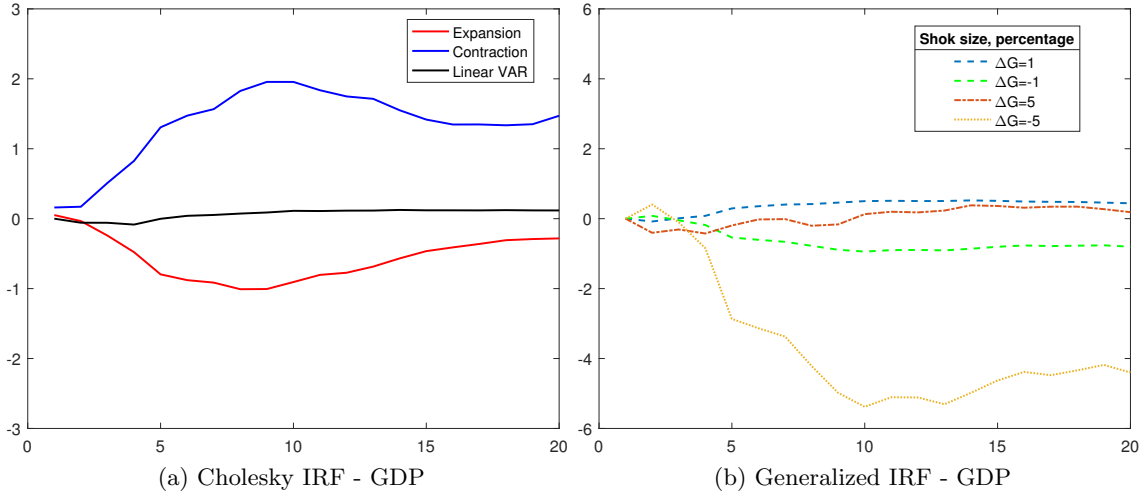 3
2
1
0
-1
-2
-3
0
5
10
15
20
Expansion
Contraction
Linear VAR
(a) Cholesky IRF - GDP
6
4
2
0
-2
-4
-6
0
5
10
15
20
Shok size, percentage
ΔG=1
ΔG=-1
ΔG=5
ΔG=-5
(b) Generalized IRF - GDP